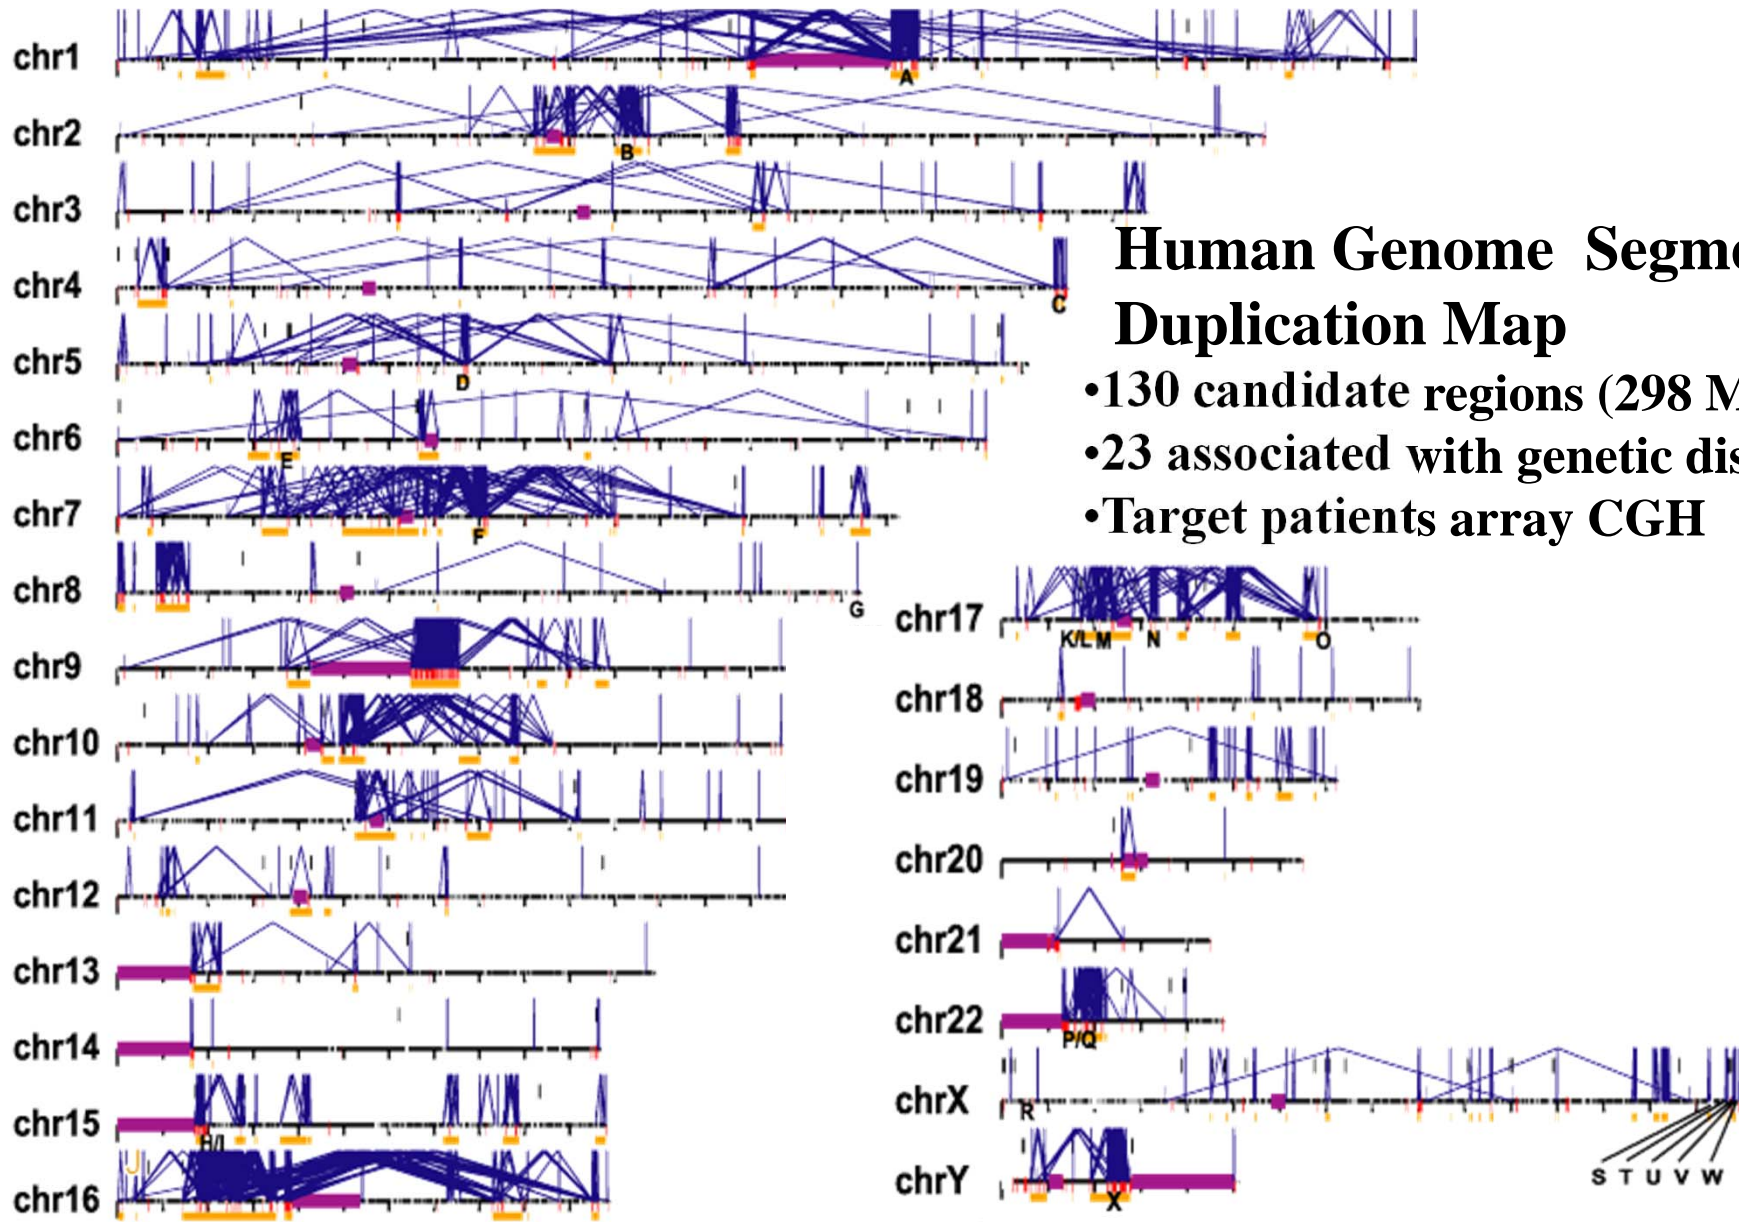 chr1
A
chr2
B
chr3
Human Genome Segme
Duplication Map
chr4
C
chr5
D
•130 candidate regions (298 M
chr6
E
•23 associated with genetic dis
chr7
F
•Target patients array CGH
chr8
G
chr9
chr10
chr11
chr12
chr13
chr14
chr15
H/I
J
chr16
chr17
K/L M N O
chr18
chr19
chr20
chr21
chr22
P/Q
chrX
R
S T U V W
chrY
X